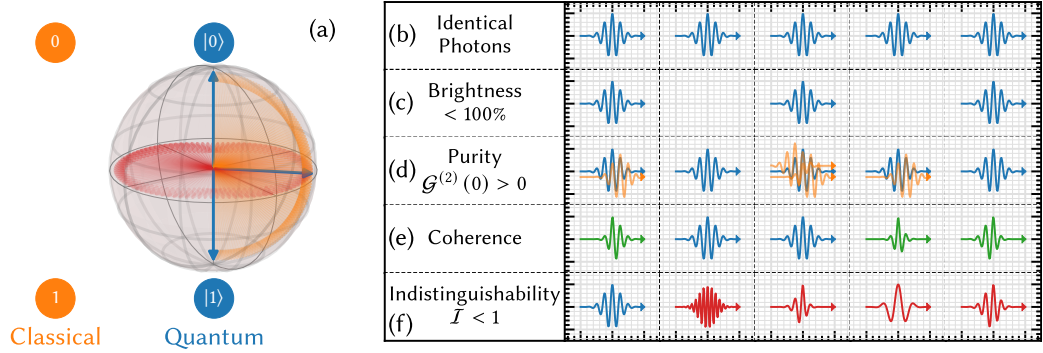 (a)
0
|0⟩
1
|1⟩
Classical
Quantum
(b) Identical
Photons
(c) Brightness
< 100%
(d) Purity
𝒢⁽²⁾ (0) > 0
(e) Coherence
Indistinguishability
(f) ℐ < 1